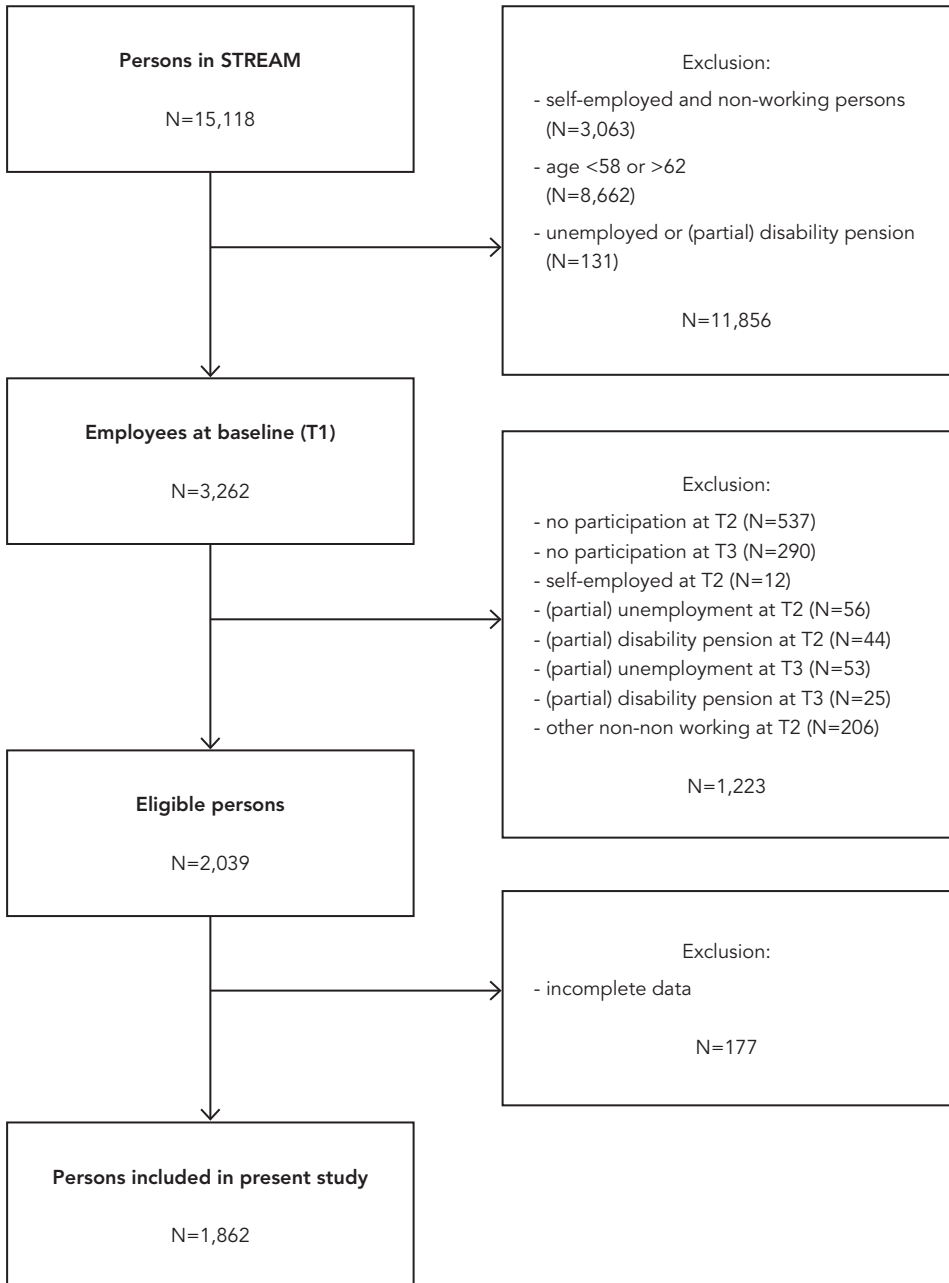 Persons in STREAM
N=15,118
Exclusion:
- self-employed and non-working persons
(N=3,063)
- age <58 or >62
(N=8,662)
- unemployed or (partial) disability pension
(N=131)
N=11,856
Employees at baseline (T1)
N=3,262
Exclusion:
- no participation at T2 (N=537)
- no participation at T3 (N=290)
- self-employed at T2 (N=12)
- (partial) unemployment at T2 (N=56)
- (partial) disability pension at T2 (N=44)
- (partial) unemployment at T3 (N=53)
- (partial) disability pension at T3 (N=25)
- other non-non working at T2 (N=206)
N=1,223
Eligible persons
N=2,039
Exclusion:
- incomplete data
N=177
Persons included in present study
N=1,862